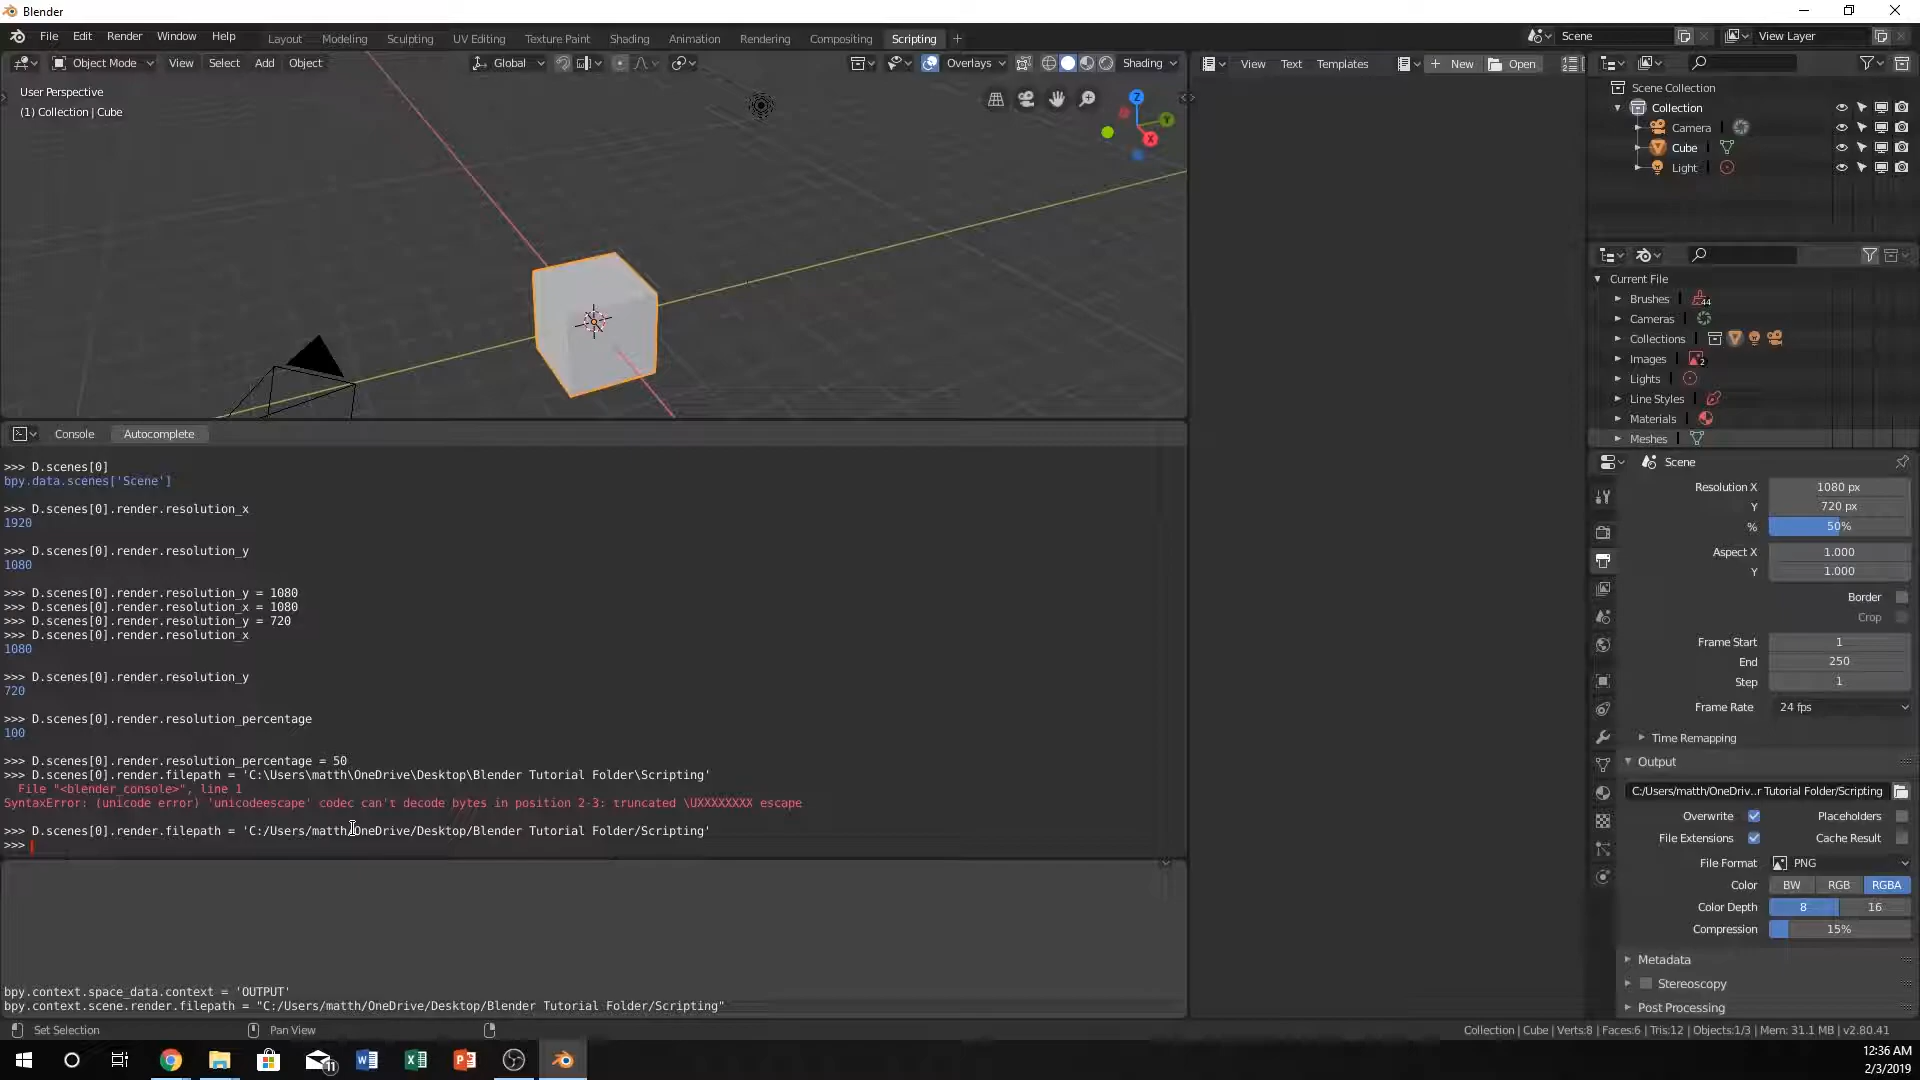 Blender
File Edit Render Window Help
Layout Modeling Sculpting UV Editing Texture Paint Shading Animation Rendering Compositing Scripting +
Scene
View Layer
Object Mode View Select Add Object
Global
Overlays
Shading
View Text Templates
New
Open
User Perspective
(1) Collection | Cube
Z
Y
X
Scene Collection
Collection
Camera
Cube
Light
Current File
Brushes
44
Cameras
Collections
Images
2
Lights
Line Styles
Materials
Meshes
Console Autocomplete
>>> D.scenes[0]
bpy.data.scenes['Scene']
>>> D.scenes[0].render.resolution_x
1920
>>> D.scenes[0].render.resolution_y
1080
>>> D.scenes[0].render.resolution_y = 1080
>>> D.scenes[0].render.resolution_x = 1080
>>> D.scenes[0].render.resolution_y = 720
>>> D.scenes[0].render.resolution_x
1080
>>> D.scenes[0].render.resolution_y
720
>>> D.scenes[0].render.resolution_percentage
100
>>> D.scenes[0].render.resolution_percentage = 50
>>> D.scenes[0].render.filepath = 'C:\Users\matth\OneDrive\Desktop\Blender Tutorial Folder\Scripting'
File "<blender_console>", line 1
SyntaxError: (unicode error) 'unicodeescape' codec can't decode bytes in position 2-3: truncated \UXXXXXXXX escape
>>> D.scenes[0].render.filepath = 'C:/Users/matth/OneDrive/Desktop/Blender Tutorial Folder/Scripting'
>>>
bpy.context.space_data.context = 'OUTPUT'
bpy.context.scene.render.filepath = "C:/Users/matth/OneDrive/Desktop/Blender Tutorial Folder/Scripting"
Scene
Resolution X 1080 px
Y 720 px
% 50%
Aspect X 1.000
Y 1.000
Border
Crop
Frame Start 1
End 250
Step 1
Frame Rate 24 fps
Time Remapping
Output
C:/Users/matth/OneDriv..r Tutorial Folder/Scripting
Overwrite Placeholders
File Extensions Cache Result
File Format PNG
Color BW RGB RGBA
Color Depth 8 16
Compression 15%
Metadata
Stereoscopy
Post Processing
Set Selection
Pan View
Collection | Cube | Verts:8 | Faces:6 | Tris:12 | Objects:1/3 | Mem: 31.1 MB | v2.80.41
11
12:36 AM
2/3/2019